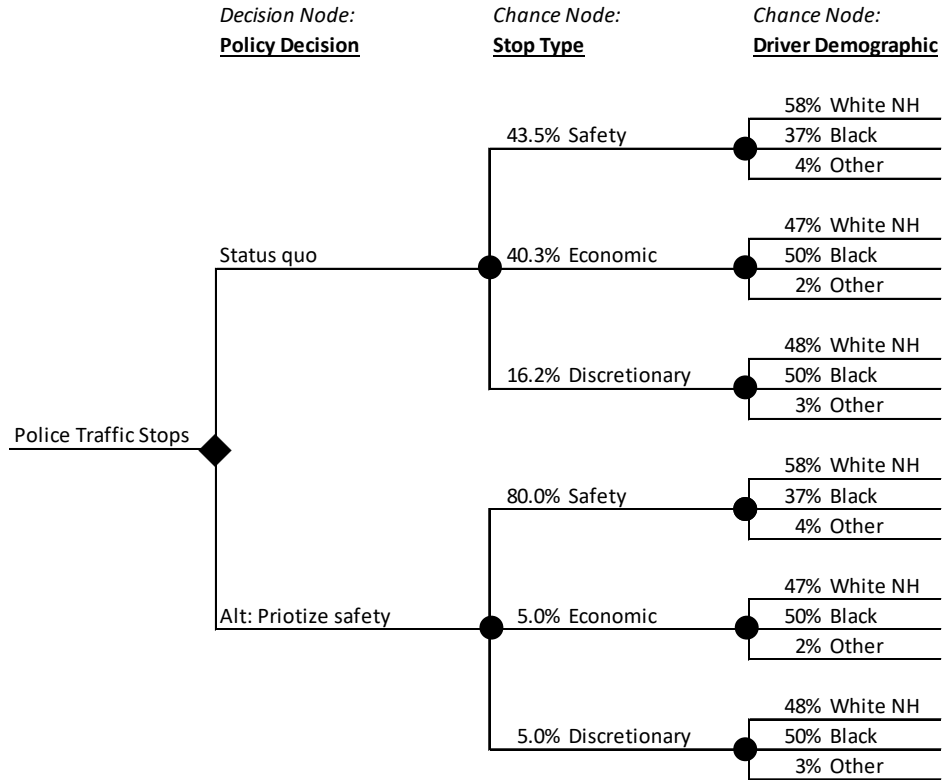 Decision Node: Chance Node: Chance Node:
Policy Decision Stop Type Driver Demographic
58% White NH
43.5% Safety 37% Black
4% Other
47% White NH
Status quo 40.3% Economic 50% Black
2% Other
48% White NH
16.2% Discretionary 50% Black
3% Other
Police Traffic Stops
58% White NH
80.0% Safety 37% Black
4% Other
47% White NH
Alt: Priotize safety 5.0% Economic 50% Black
2% Other
48% White NH
5.0% Discretionary 50% Black
3% Other